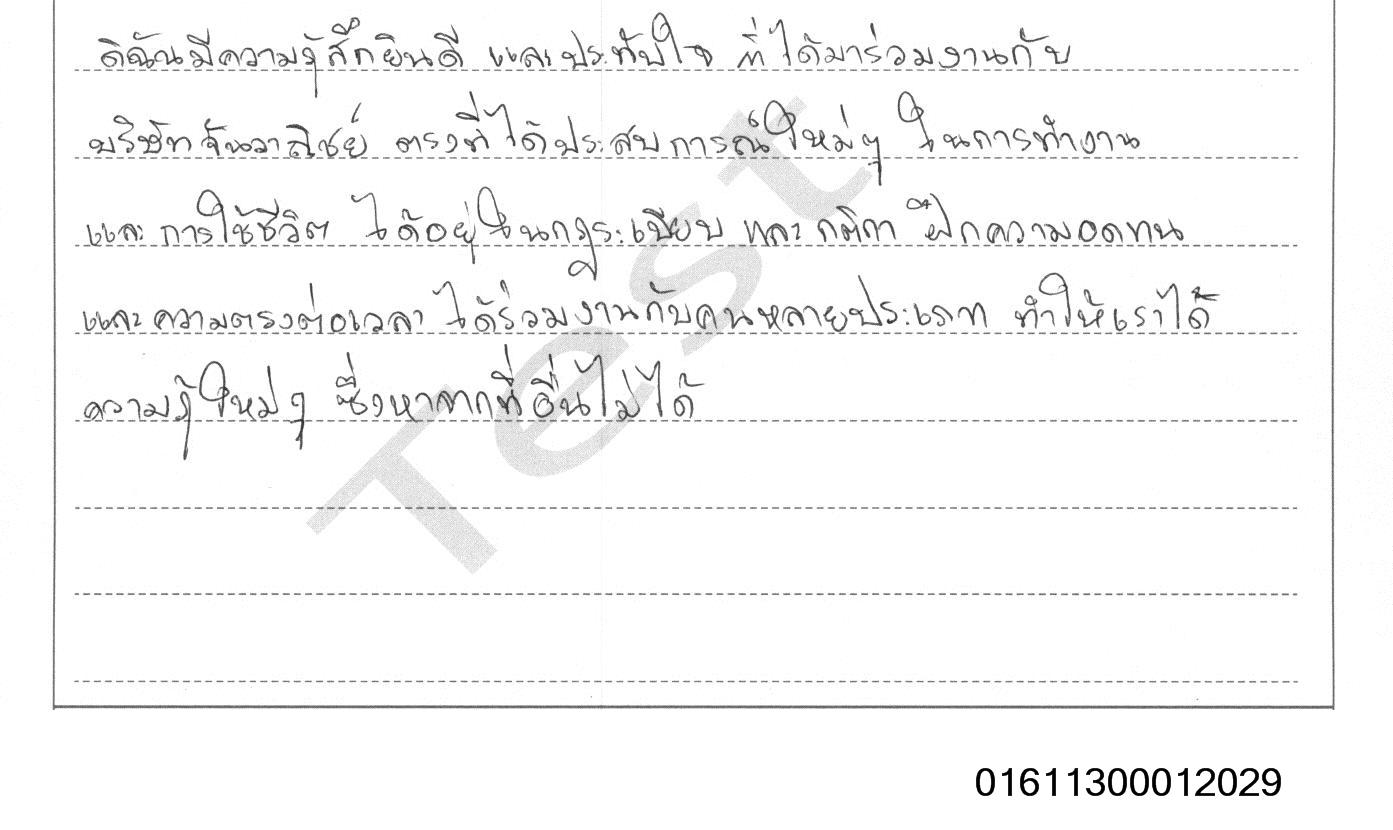 ดิฉันมีความรู้สึกยินดี และประทับใจ ที่ได้มาร่วมงานกับ
บริษัทจันวาณิชย์ ตรงที่ได้ประสบการณ์ใหม่ๆ ในการทำงาน
และการใช้ชีวิต ได้อยู่ในกฎระเบียบ และกติกา ฝึกความอดทน
และความตรงต่อเวลา ได้ร่วมงานกับคนหลายประเภท ทำให้เราได้
ความรู้ใหม่ๆ ซึ่งหาจากที่อื่นไม่ได้
Test
01611300012029